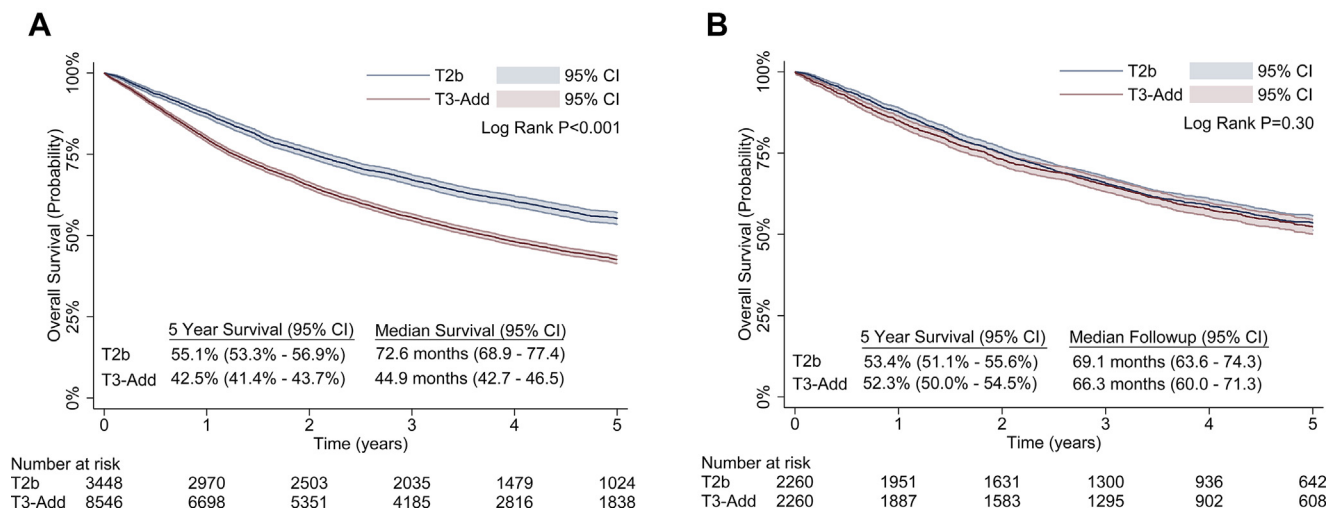 A
Overall Survival (Probability)
100%
75%
50%
25%
0%
T2b 95% CI
T3-Add 95% CI
Log Rank P<0.001
5 Year Survival (95% CI) Median Survival (95% CI)
T2b 55.1% (53.3% - 56.9%) 72.6 months (68.9 - 77.4)
T3-Add 42.5% (41.4% - 43.7%) 44.9 months (42.7 - 46.5)
0 1 2 3 4 5
Time (years)
Number at risk
T2b 3448 2970 2503 2035 1479 1024
T3-Add 8546 6698 5351 4185 2816 1838
B
Overall Survival (Probability)
100%
75%
50%
25%
0%
T2b 95% CI
T3-Add 95% CI
Log Rank P=0.30
5 Year Survival (95% CI) Median Followup (95% CI)
T2b 53.4% (51.1% - 55.6%) 69.1 months (63.6 - 74.3)
T3-Add 52.3% (50.0% - 54.5%) 66.3 months (60.0 - 71.3)
0 1 2 3 4 5
Time (years)
Number at risk
T2b 2260 1951 1631 1300 936 642
T3-Add 2260 1887 1583 1295 902 608